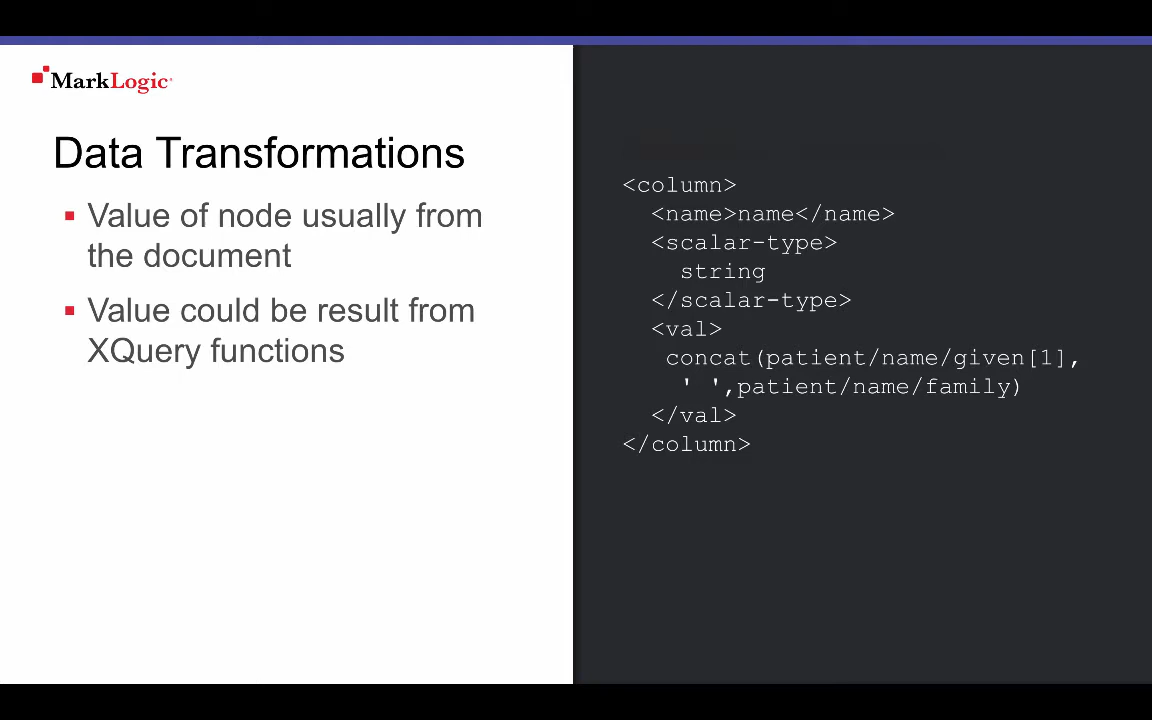 MarkLogic
Data Transformations
▪ Value of node usually from
the document
▪ Value could be result from
XQuery functions
<column>
  <name>name</name>
  <scalar-type>
    string
  </scalar-type>
  <val>
   concat(patient/name/given[1],
    ' ',patient/name/family)
  </val>
</column>